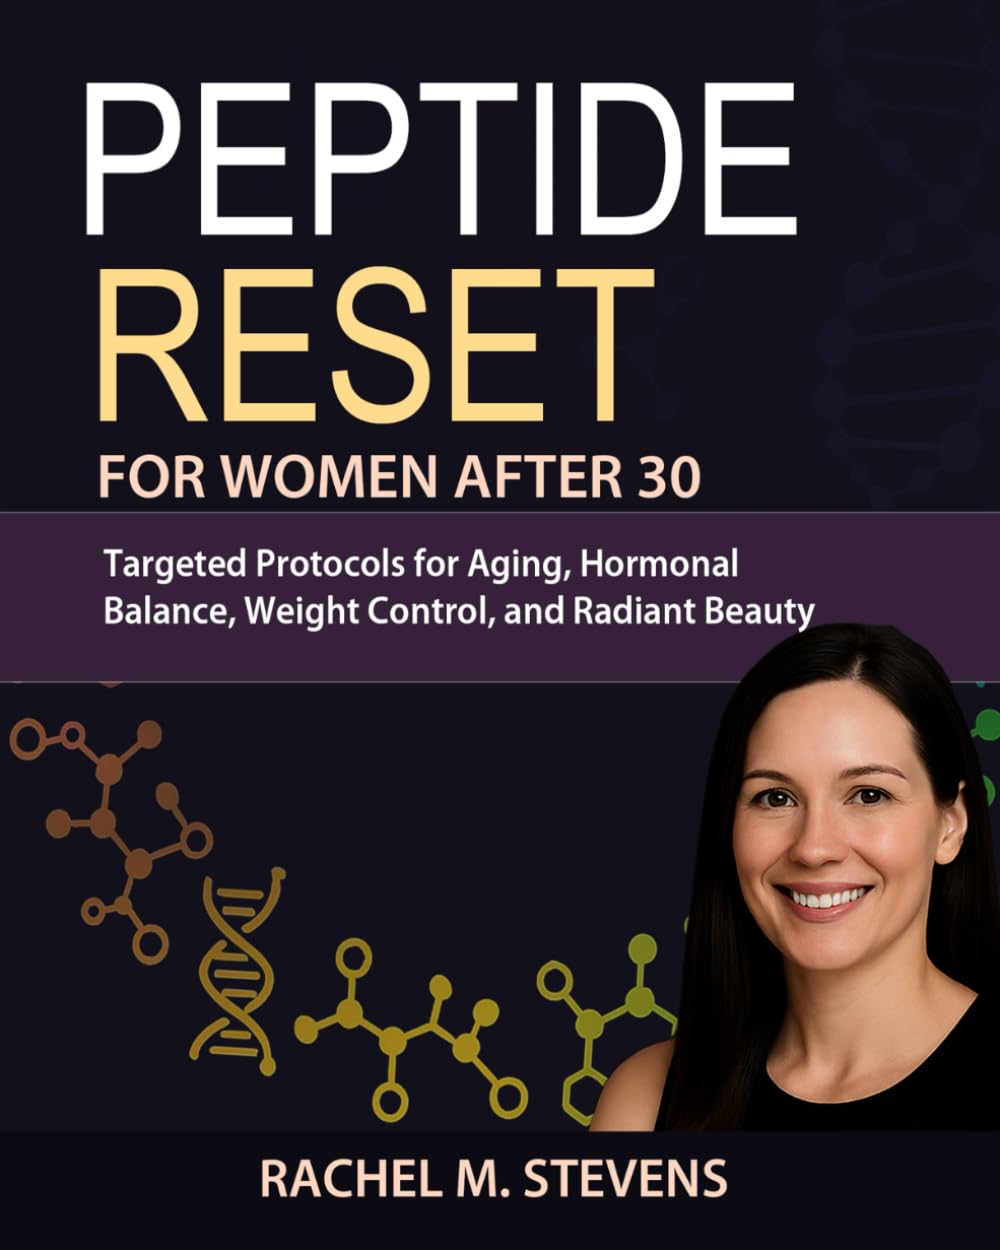 PEPTIDE
RESET
FOR WOMEN AFTER 30
Targeted Protocols for Aging, Hormonal
Balance, Weight Control, and Radiant Beauty
RACHEL M. STEVENS